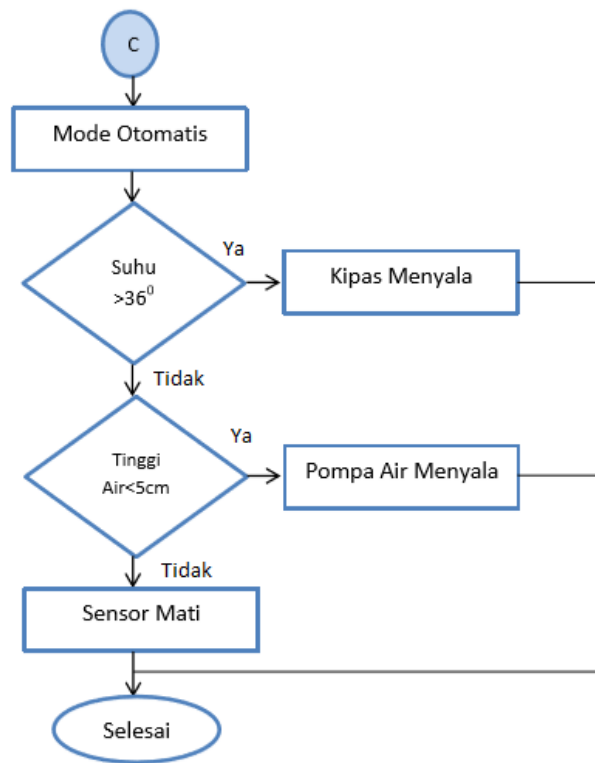 C
Mode Otomatis
Suhu
>36⁰
Ya
Kipas Menyala
Tidak
Tinggi
Air<5cm
Ya
Pompa Air Menyala
Tidak
Sensor Mati
Selesai